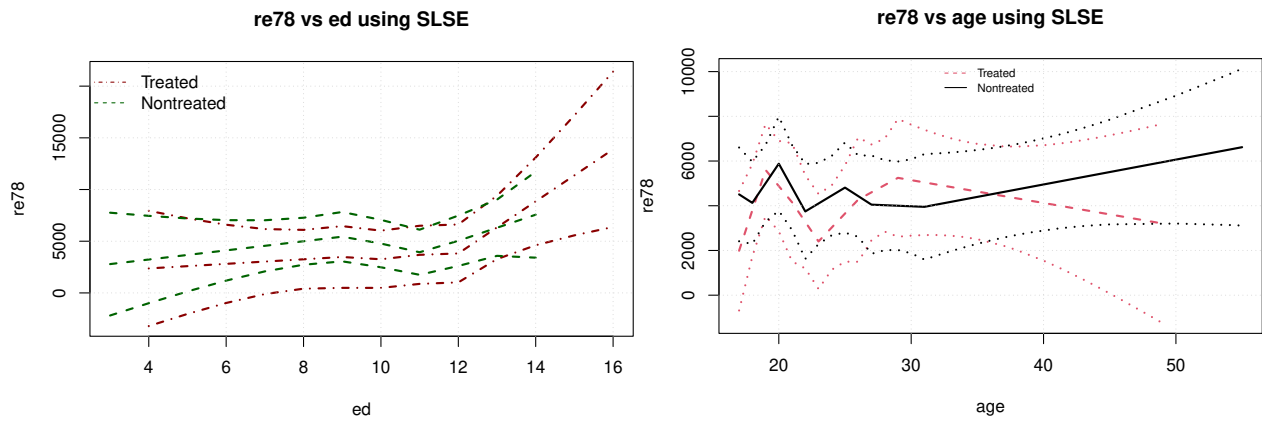 re78 vs ed using SLSE
Treated
Nontreated
re78
15000
5000
0
4 6 8 10 12 14 16
ed
re78 vs age using SLSE
Treated
Nontreated
re78
10000
6000
2000
0
20 30 40 50
age